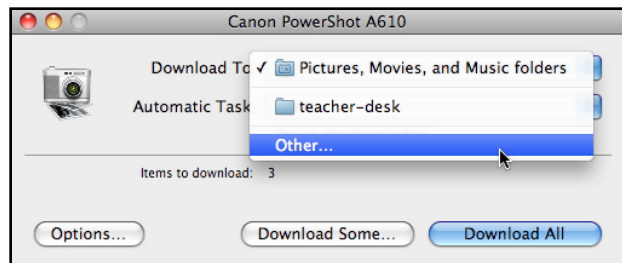 Canon PowerShot A610
Download To ✓ Pictures, Movies, and Music folders
Automatic Task teacher-desk
Other...
Items to download: 3
Options... Download Some... Download All